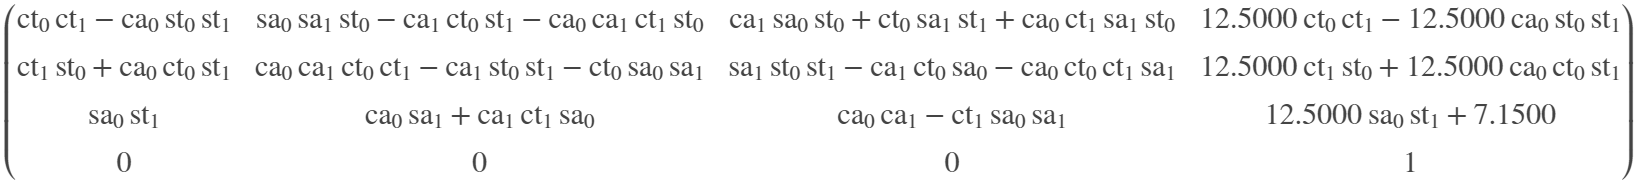 ct₀ ct₁ − ca₀ st₀ st₁ sa₀ sa₁ st₀ − ca₁ ct₀ st₁ − ca₀ ca₁ ct₁ st₀ ca₁ sa₀ st₀ + ct₀ sa₁ st₁ + ca₀ ct₁ sa₁ st₀ 12.5000 ct₀ ct₁ − 12.5000 ca₀ st₀ st₁
ct₁ st₀ + ca₀ ct₀ st₁ ca₀ ca₁ ct₀ ct₁ − ca₁ st₀ st₁ − ct₀ sa₀ sa₁ sa₁ st₀ st₁ − ca₁ ct₀ sa₀ − ca₀ ct₀ ct₁ sa₁ 12.5000 ct₁ st₀ + 12.5000 ca₀ ct₀ st₁
sa₀ st₁ ca₀ sa₁ + ca₁ ct₁ sa₀ ca₀ ca₁ − ct₁ sa₀ sa₁ 12.5000 sa₀ st₁ + 7.1500
0 0 0 1